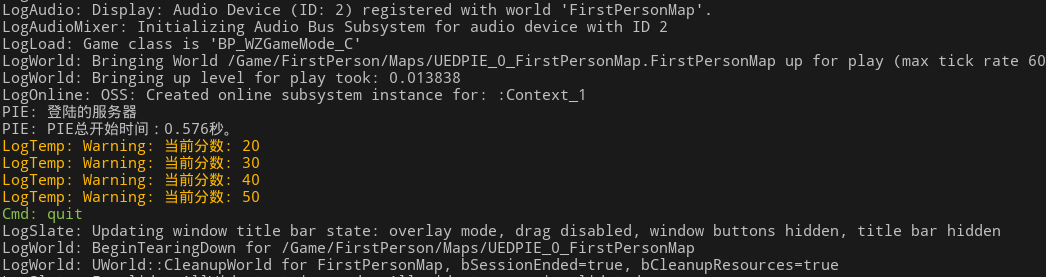 LogAudio: Display: Audio Device (ID: 2) registered with world 'FirstPersonMap'.
LogAudioMixer: Initializing Audio Bus Subsystem for audio device with ID 2
LogLoad: Game class is 'BP_WZGameMode_C'
LogWorld: Bringing World /Game/FirstPerson/Maps/UEDPIE_0_FirstPersonMap.FirstPersonMap up for play (max tick rate 60
LogWorld: Bringing up level for play took: 0.013838
LogOnline: OSS: Created online subsystem instance for: :Context_1
PIE: 登陆的服务器
PIE: PIE总开始时间：0.576秒。
LogTemp: Warning: 当前分数: 20
LogTemp: Warning: 当前分数: 30
LogTemp: Warning: 当前分数: 40
LogTemp: Warning: 当前分数: 50
Cmd: quit
LogSlate: Updating window title bar state: overlay mode, drag disabled, window buttons hidden, title bar hidden
LogWorld: BeginTearingDown for /Game/FirstPerson/Maps/UEDPIE_0_FirstPersonMap
LogWorld: UWorld::CleanupWorld for FirstPersonMap, bSessionEnded=true, bCleanupResources=true